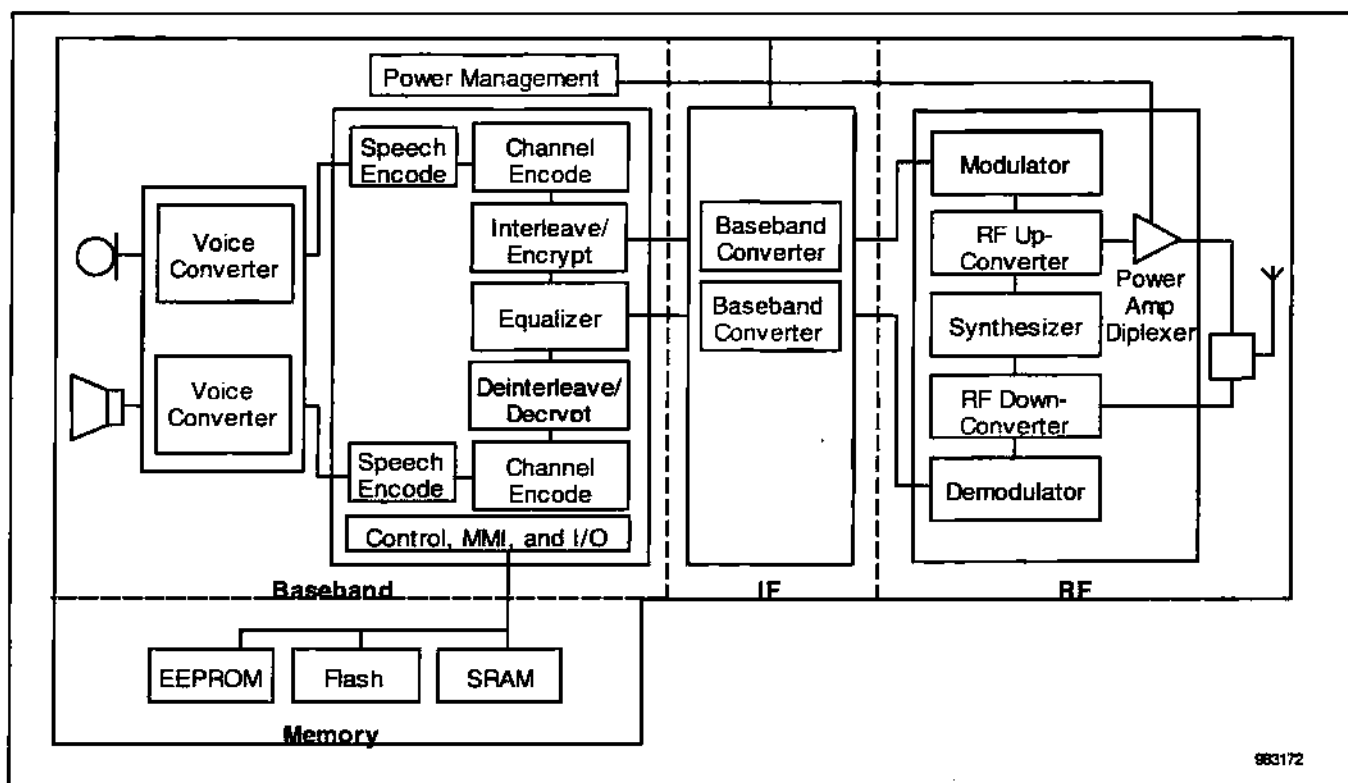 Power Management
Speech
Encode
Channel
Encode
Voice
Converter
Interleave/
Encrypt
Equalizer
Voice
Converter
Deinterleave/
Decrvot
Speech
Encode
Channel
Encode
Control, MMI, and I/O
Baseband
Baseband
Converter
Baseband
Converter
IF
Modulator
RF Up-
Converter
Power
Amp
Diplexer
Synthesizer
RF Down-
Converter
Demodulator
RF
EEPROM
Flash
SRAM
Memory
983172